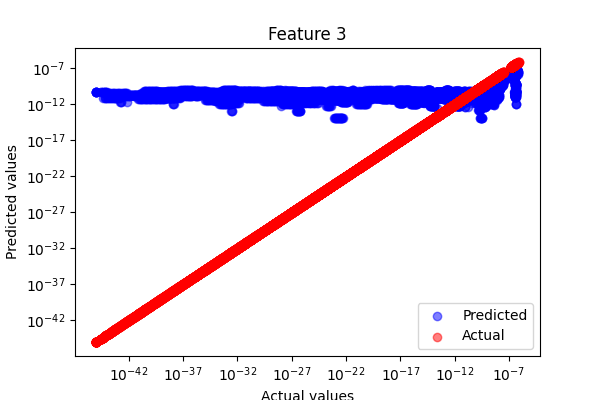 Feature 3
Predicted values
10⁻⁷
10⁻¹²
10⁻¹⁷
10⁻²²
10⁻²⁷
10⁻³²
10⁻³⁷
10⁻⁴²
Predicted
Actual
10⁻⁴² 10⁻³⁷ 10⁻³² 10⁻²⁷ 10⁻²² 10⁻¹⁷ 10⁻¹² 10⁻⁷
Actual values